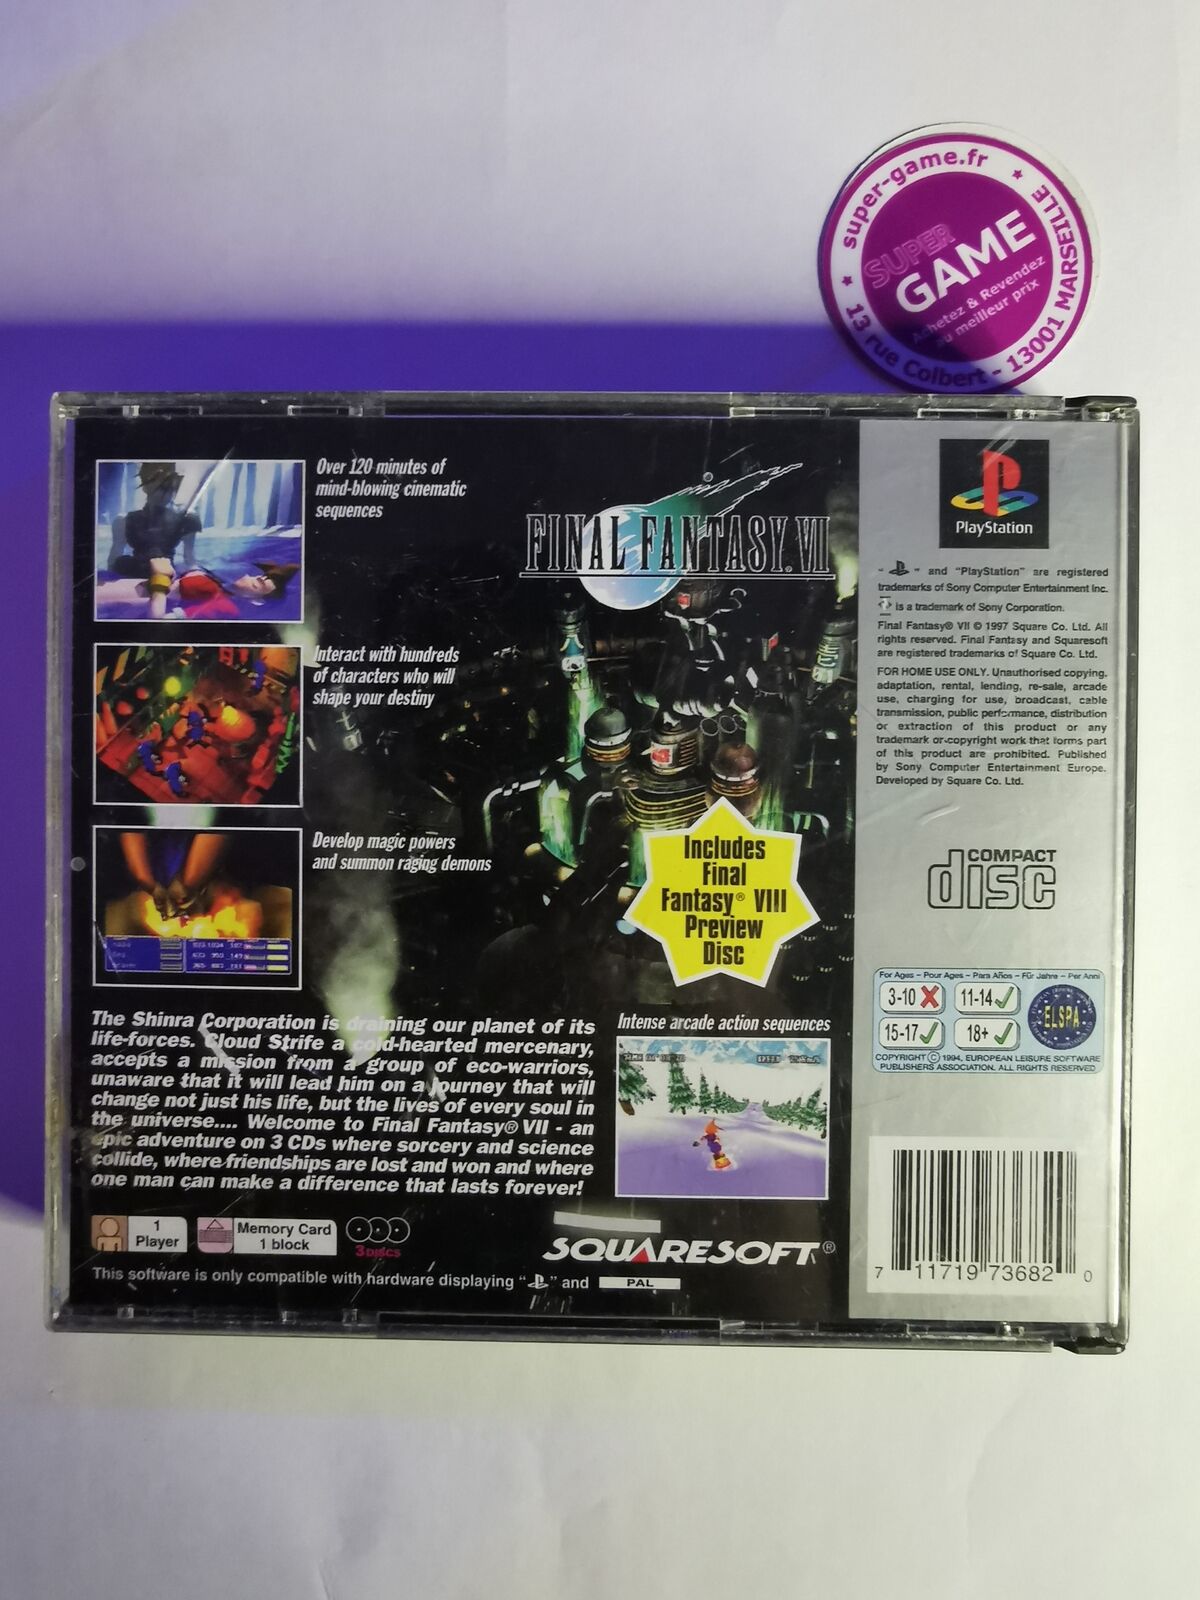 super-game.fr
SUPER
GAME
Achetez & Revendez
au meilleur prix
13 rue Colbert - 13001 MARSEILLE
Over 120 minutes of
mind-blowing cinematic
sequences
FINAL FANTASY VII
Interact with hundreds
of characters who will
shape your destiny
Develop magic powers
and summon raging demons
Includes
Final
Fantasy® VIII
Preview
Disc
The Shinra Corporation is draining our planet of its
life-forces. Cloud Strife a cold-hearted mercenary,
accepts a mission from a group of eco-warriors,
unaware that it will lead him on a journey that will
change not just his life, but the lives of every soul in
the universe.... Welcome to Final Fantasy® VII - an
epic adventure on 3 CDs where sorcery and science
collide, where friendships are lost and won and where
one man can make a difference that lasts forever!
Intense arcade action sequences
1
Player
Memory Card
1 block
3 DISCS
SQUARESOFT®
This software is only compatible with hardware displaying " " and PAL
PlayStation
" " and "PlayStation" are registered
trademarks of Sony Computer Entertainment Inc.
is a trademark of Sony Corporation.
Final Fantasy® VII © 1997 Square Co. Ltd. All
rights reserved. Final Fantasy and Squaresoft
are registered trademarks of Square Co. Ltd.
FOR HOME USE ONLY. Unauthorised copying,
adaptation, rental, lending, re-sale, arcade
use, charging for use, broadcast, cable
transmission, public performance, distribution
or extraction of this product or any
trademark or copyright work that forms part
of this product are prohibited. Published
by Sony Computer Entertainment Europe.
Developed by Square Co. Ltd.
COMPACT
disc
For Ages - Pour Ages - Para Años - Für Jahre - Per Anni
3-10 11-14
15-17 18+
ELSPA
COPYRIGHT © 1994, EUROPEAN LEISURE SOFTWARE
PUBLISHERS ASSOCIATION. ALL RIGHTS RESERVED
7 11719 73682 0